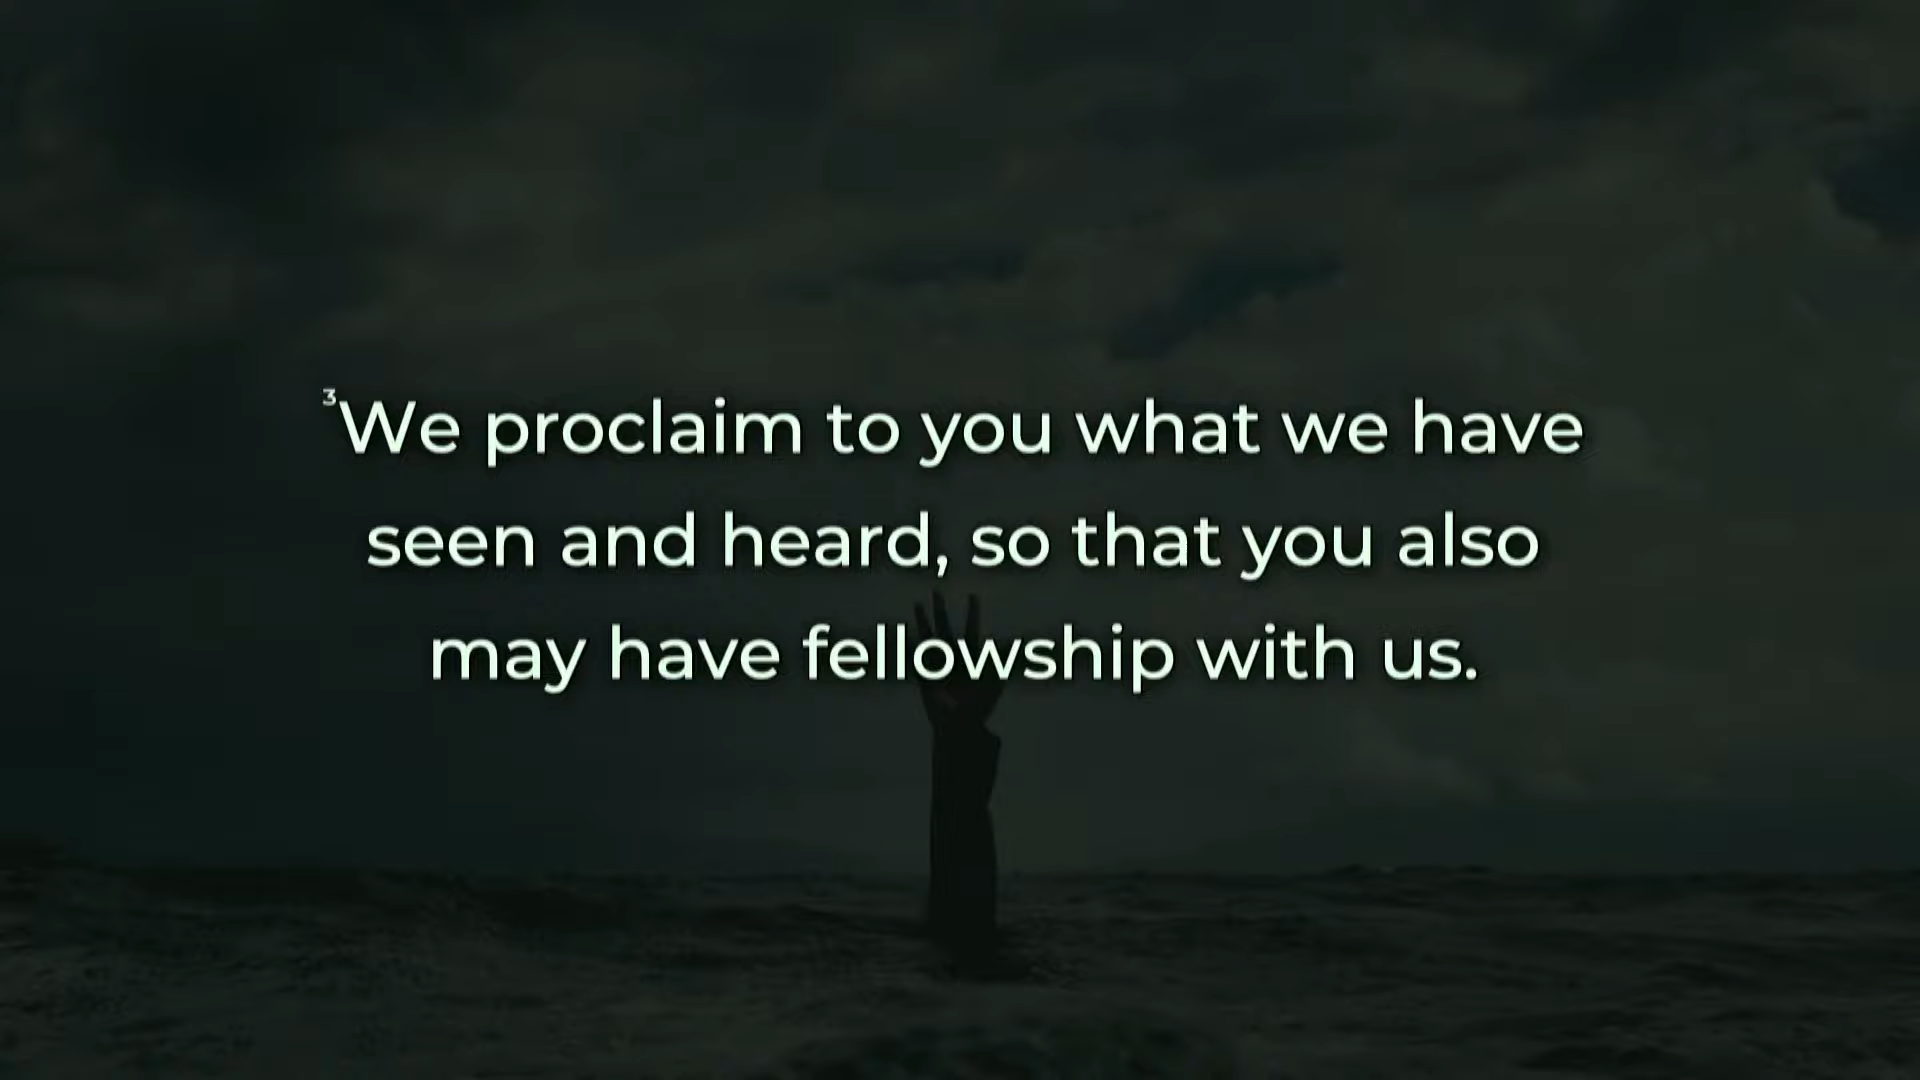 ³We proclaim to you what we have
seen and heard, so that you also
may have fellowship with us.